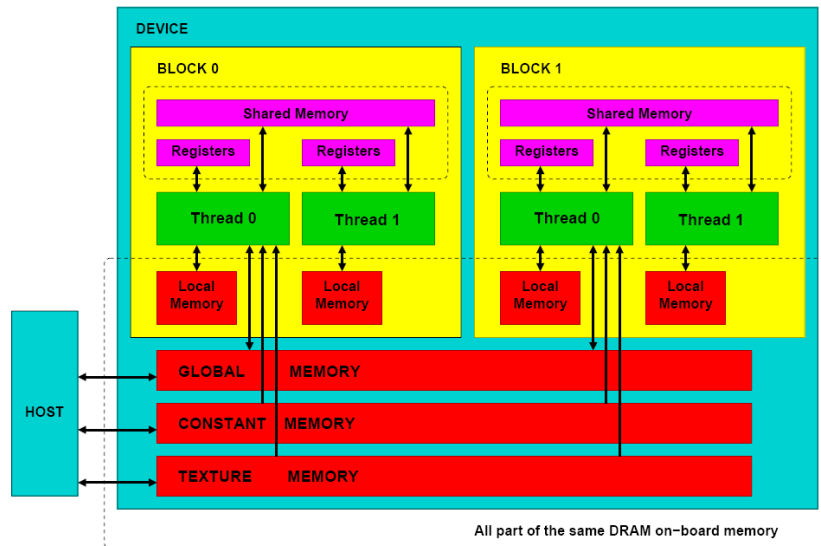 DEVICE
BLOCK 0
Shared Memory
Registers
Registers
Thread 0
Thread 1
Local
Memory
Local
Memory
BLOCK 1
Shared Memory
Registers
Registers
Thread 0
Thread 1
Local
Memory
Local
Memory
HOST
GLOBAL MEMORY
CONSTANT MEMORY
TEXTURE MEMORY
All part of the same DRAM on-board memory